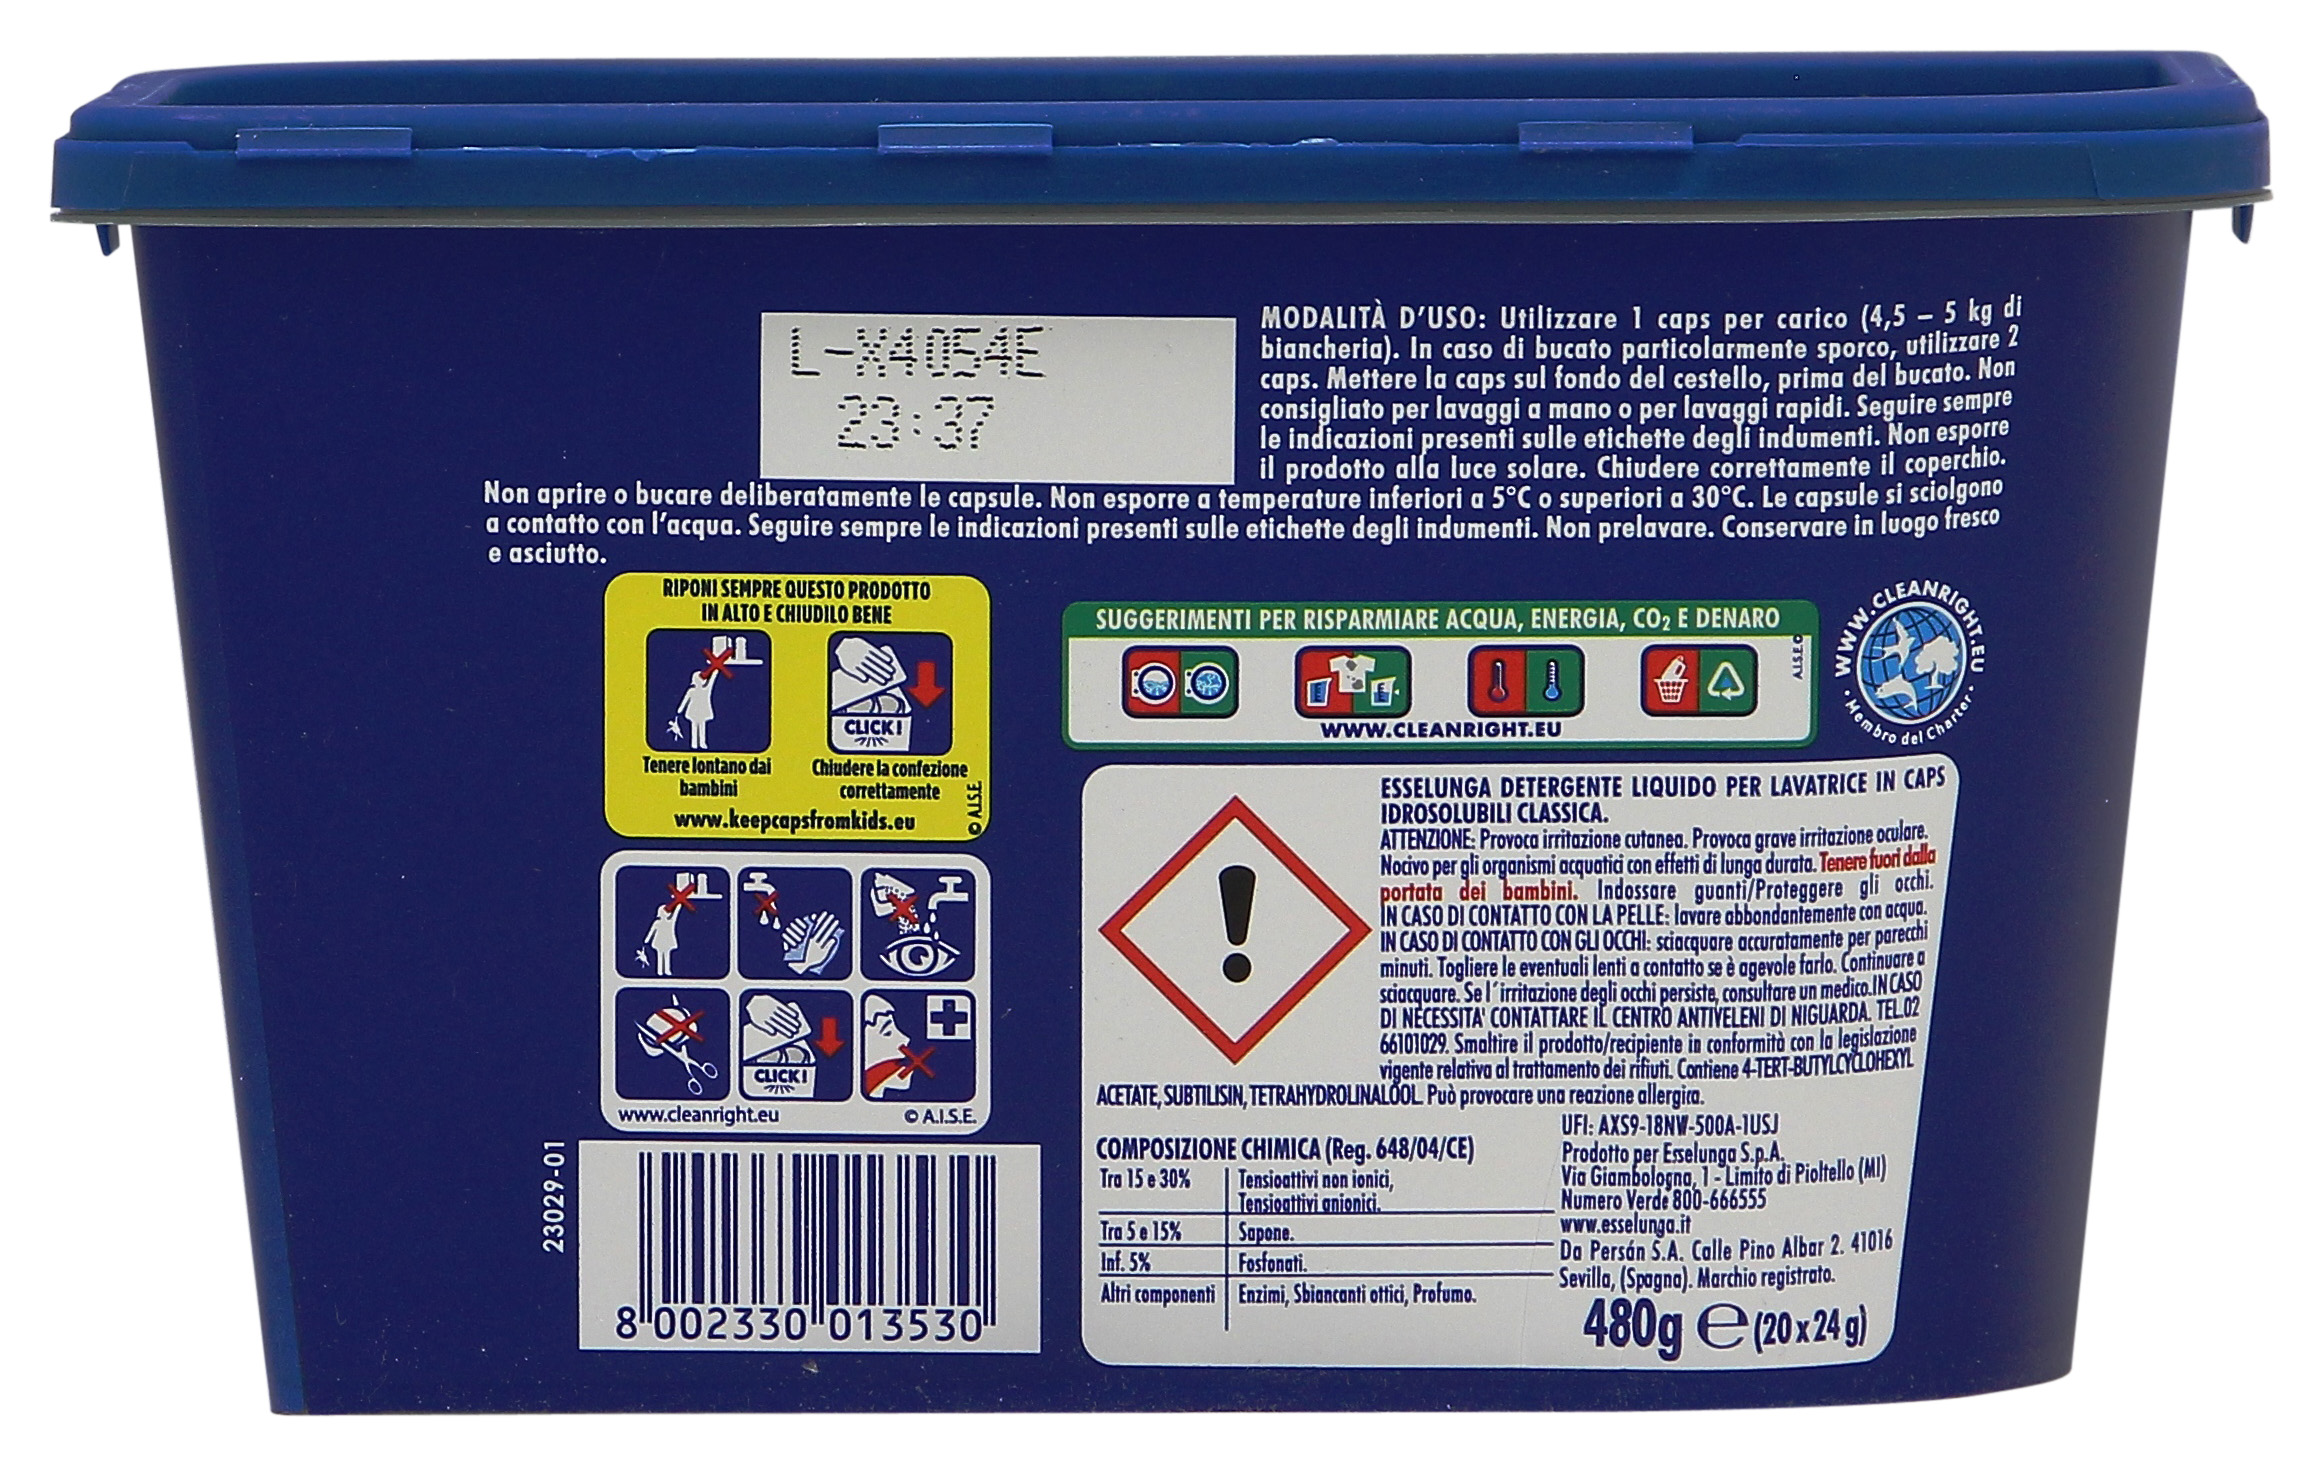 L-X4054E
23:37
MODALITÀ D'USO: Utilizzare 1 caps per carico (4,5 – 5 kg di
biancheria). In caso di bucato particolarmente sporco, utilizzare 2
caps. Mettere la caps sul fondo del cestello, prima del bucato. Non
consigliato per lavaggi a mano o per lavaggi rapidi. Seguire sempre
le indicazioni presenti sulle etichette degli indumenti. Non esporre
il prodotto alla luce solare. Chiudere correttamente il coperchio.
Non aprire o bucare deliberatamente le capsule. Non esporre a temperature inferiori a 5°C o superiori a 30°C. Le capsule si sciolgono
a contatto con l'acqua. Seguire sempre le indicazioni presenti sulle etichette degli indumenti. Non prelavare. Conservare in luogo fresco
e asciutto.
RIPONI SEMPRE QUESTO PRODOTTO
IN ALTO E CHIUDILO BENE
CLICK!
Tenere lontano dai
bambini
Chiudere la confezione
correttamente
www.keepcapsfromkids.eu
© A.I.S.E.
SUGGERIMENTI PER RISPARMIARE ACQUA, ENERGIA, CO2 E DENARO
A.I.S.E.©
WWW.CLEANRIGHT.EU
WWW.CLEANRIGHT.EU
• Membro del Charter •
CLICK!
www.cleanright.eu
© A.I.S.E.
23029-01
8 002330 013530
ESSELUNGA DETERGENTE LIQUIDO PER LAVATRICE IN CAPS
IDROSOLUBILI CLASSICA.
ATTENZIONE: Provoca irritazione cutanea. Provoca grave irritazione oculare.
Nocivo per gli organismi acquatici con effetti di lunga durata. Tenere fuori dalla
portata dei bambini. Indossare guanti/Proteggere gli occhi.
IN CASO DI CONTATTO CON LA PELLE: lavare abbondantemente con acqua.
IN CASO DI CONTATTO CON GLI OCCHI: sciacquare accuratamente per parecchi
minuti. Togliere le eventuali lenti a contatto se è agevole farlo. Continuare a
sciacquare. Se l'irritazione degli occhi persiste, consultare un medico.IN CASO
DI NECESSITA' CONTATTARE IL CENTRO ANTIVELENI DI NIGUARDA. TEL.02
66101029. Smaltire il prodotto/recipiente in conformità con la legislazione
vigente relativa al trattamento dei rifiuti. Contiene 4-TERT-BUTYLCYCLOHEXYL
ACETATE, SUBTILISIN, TETRAHYDROLINALOOL. Può provocare una reazione allergica.
COMPOSIZIONE CHIMICA (Reg. 648/04/CE)
Tra 15 e 30% Tensioattivi non ionici,
Tensioattivi anionici.
Tra 5 e 15% Sapone.
Inf. 5% Fosfonati.
Altri componenti Enzimi, Sbiancanti ottici, Profumo.
UFI: AXS9-18NW-500A-1USJ
Prodotto per Esselunga S.p.A.
Via Giambologna, 1 - Limito di Pioltello (MI)
Numero Verde 800-666555
www.esselunga.it
Da Persán S.A. Calle Pino Albar 2. 41016
Sevilla, (Spagna). Marchio registrato.
480g e (20 x 24 g)